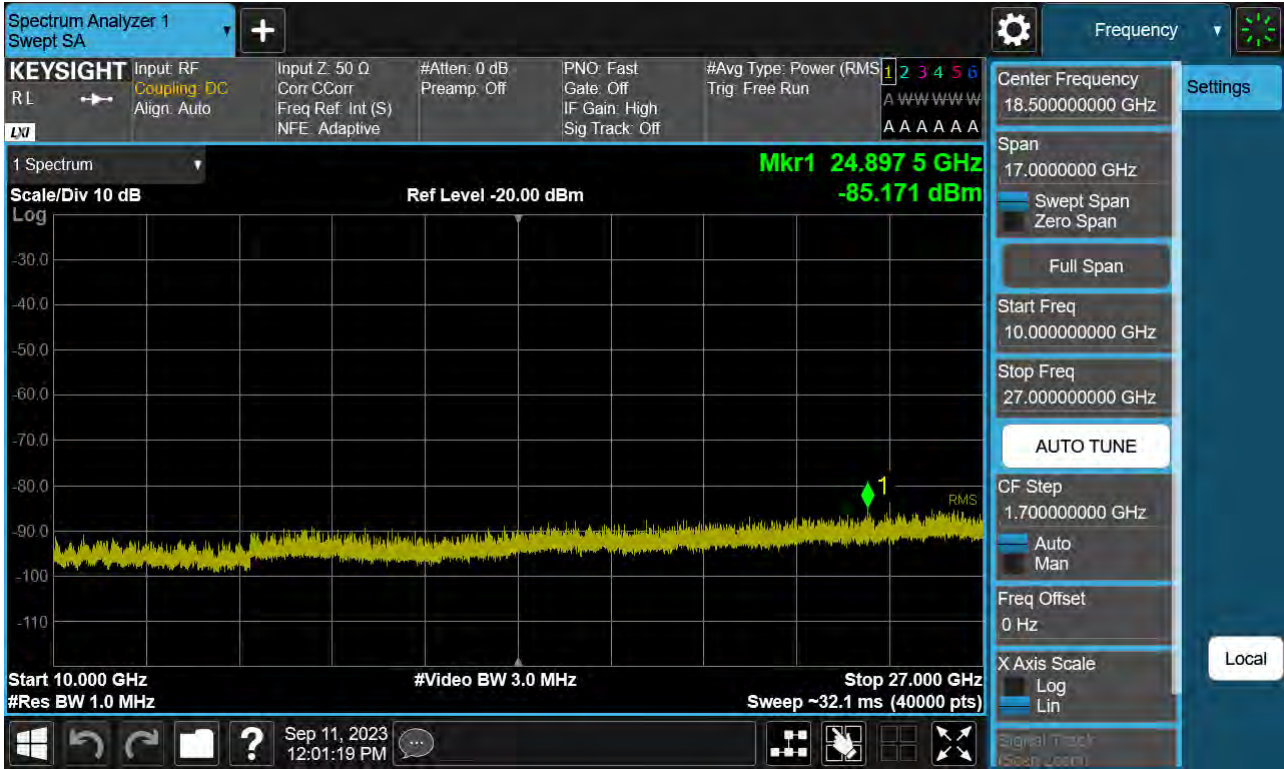 Spectrum Analyzer 1
Swept SA
Frequency
KEYSIGHT
R L
LXI
Input: RF
Coupling: DC
Align: Auto
Input Z: 50 Ω
Corr CCorr
Freq Ref: Int (S)
NFE: Adaptive
#Atten: 0 dB
Preamp: Off
PNO: Fast
Gate: Off
IF Gain: High
Sig Track: Off
#Avg Type: Power (RMS
Trig: Free Run
1 2 3 4 5 6
A W W W W W
A A A A A A
1 Spectrum
Scale/Div 10 dB
Log
Ref Level -20.00 dBm
Mkr1 24.897 5 GHz
-85.171 dBm
-30.0
-40.0
-50.0
-60.0
-70.0
-80.0
-90.0
-100
-110
1
RMS
Start 10.000 GHz
#Res BW 1.0 MHz
#Video BW 3.0 MHz
Stop 27.000 GHz
Sweep ~32.1 ms (40000 pts)
Center Frequency
18.500000000 GHz
Span
17.0000000 GHz
Swept Span
Zero Span
Full Span
Start Freq
10.000000000 GHz
Stop Freq
27.000000000 GHz
AUTO TUNE
CF Step
1.700000000 GHz
Auto
Man
Freq Offset
0 Hz
X Axis Scale
Log
Lin
Signal Track
(Span Zoom)
Settings
Local
?
Sep 11, 2023
12:01:19 PM